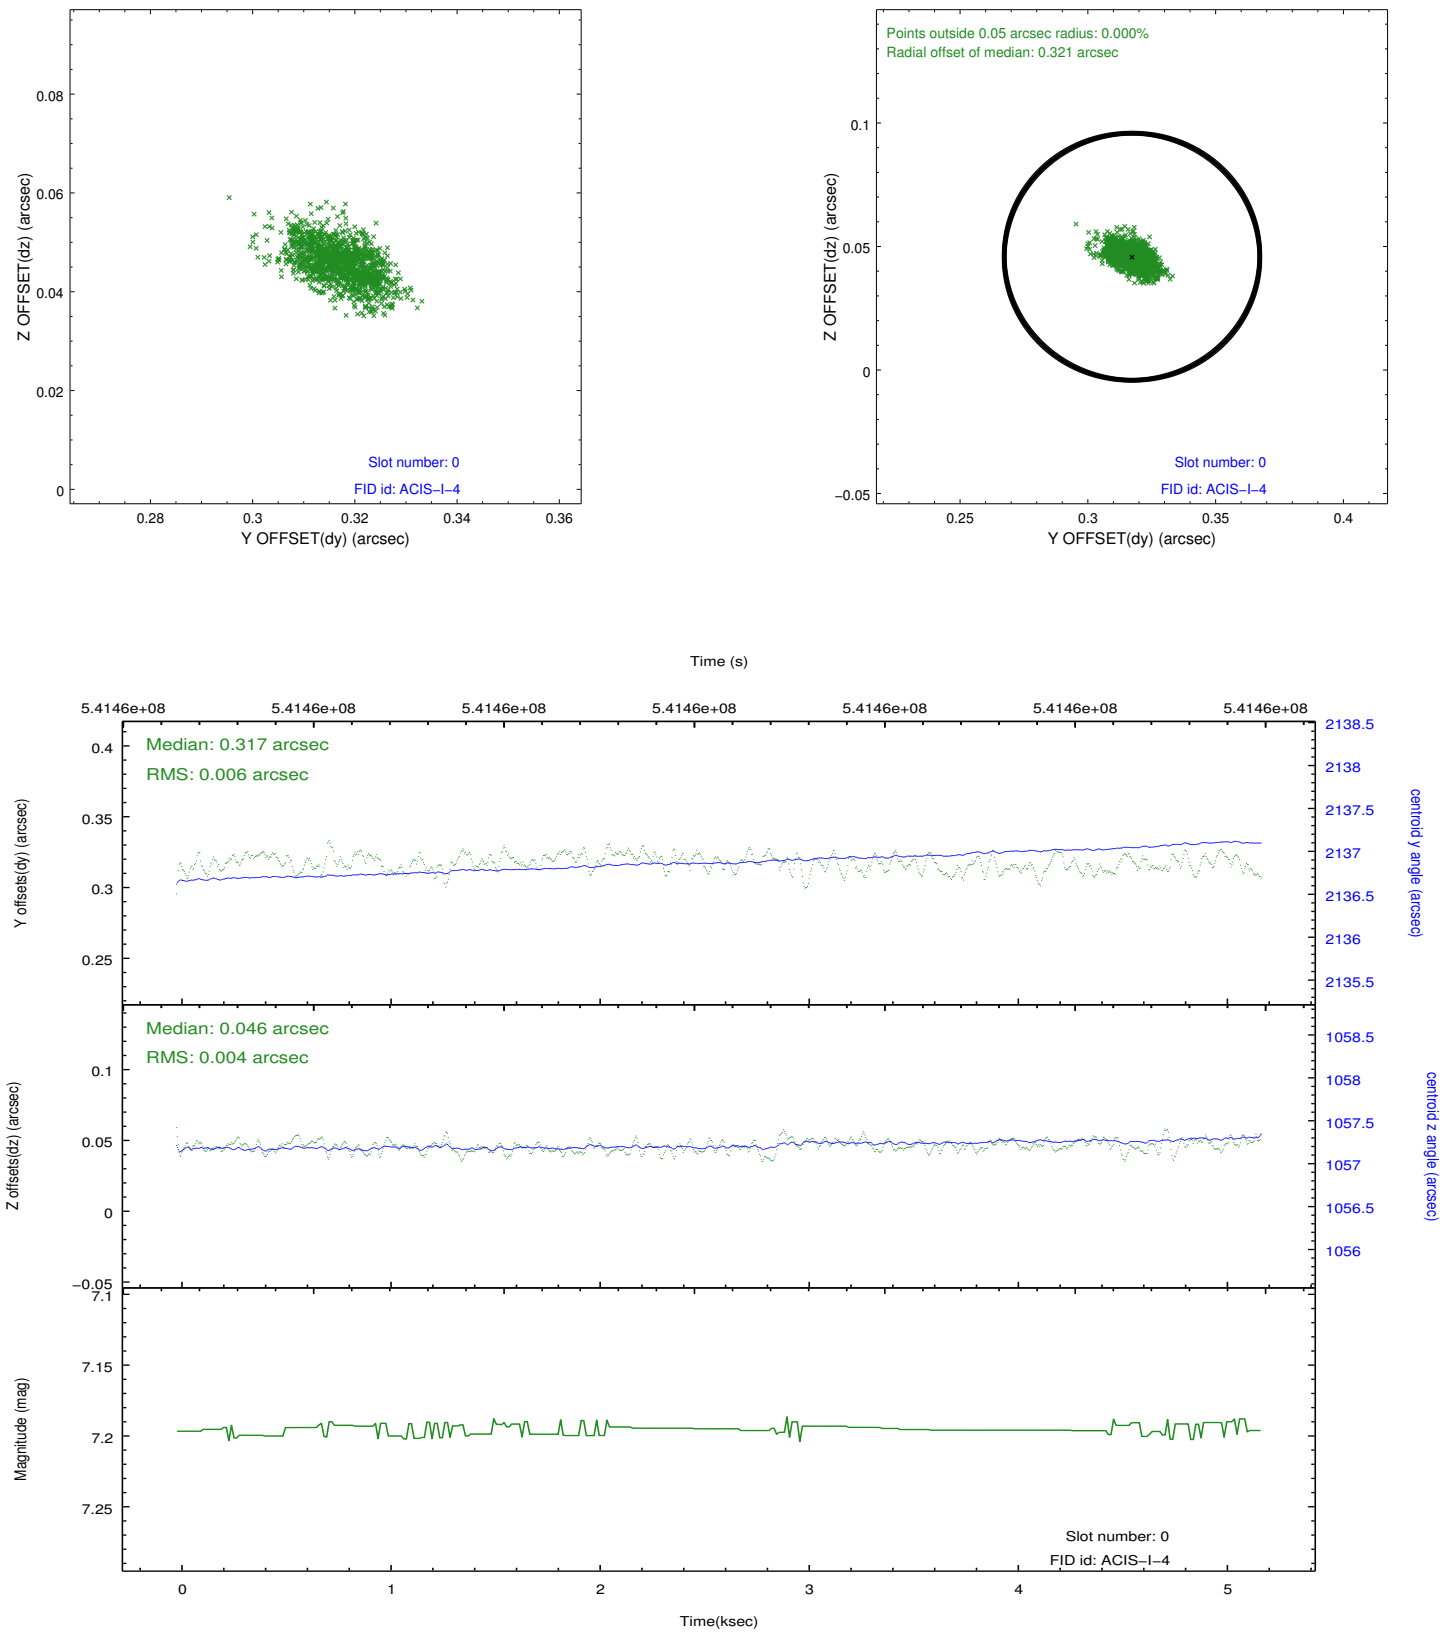 0.08
0.06
0.04
0.02
0
Z OFFSET(dz) (arcsec)
Slot number: 0
FID id: ACIS−I−4
0.28 0.3 0.32 0.34 0.36
Y OFFSET(dy) (arcsec)
Points outside 0.05 arcsec radius: 0.000%
Radial offset of median: 0.321 arcsec
0.1
0.05
0
−0.05
Z OFFSET(dz) (arcsec)
Slot number: 0
FID id: ACIS−I−4
0.25 0.3 0.35 0.4
Y OFFSET(dy) (arcsec)
Time (s)
5.4146e+08 5.4146e+08 5.4146e+08 5.4146e+08 5.4146e+08 5.4146e+08 5.4146e+08
Median: 0.317 arcsec
RMS: 0.006 arcsec
0.4
0.35
0.3
0.25
Y offsets(dy) (arcsec)
2138.5
2138
2137.5
2137
2136.5
2136
2135.5
centroid y angle (arcsec)
Median: 0.046 arcsec
RMS: 0.004 arcsec
0.1
0.05
0
−0.05
Z offsets(dz) (arcsec)
1058.5
1058
1057.5
1057
1056.5
1056
centroid z angle (arcsec)
7.1
7.15
7.2
7.25
Magnitude (mag)
Slot number: 0
FID id: ACIS−I−4
0 1 2 3 4 5
Time(ksec)